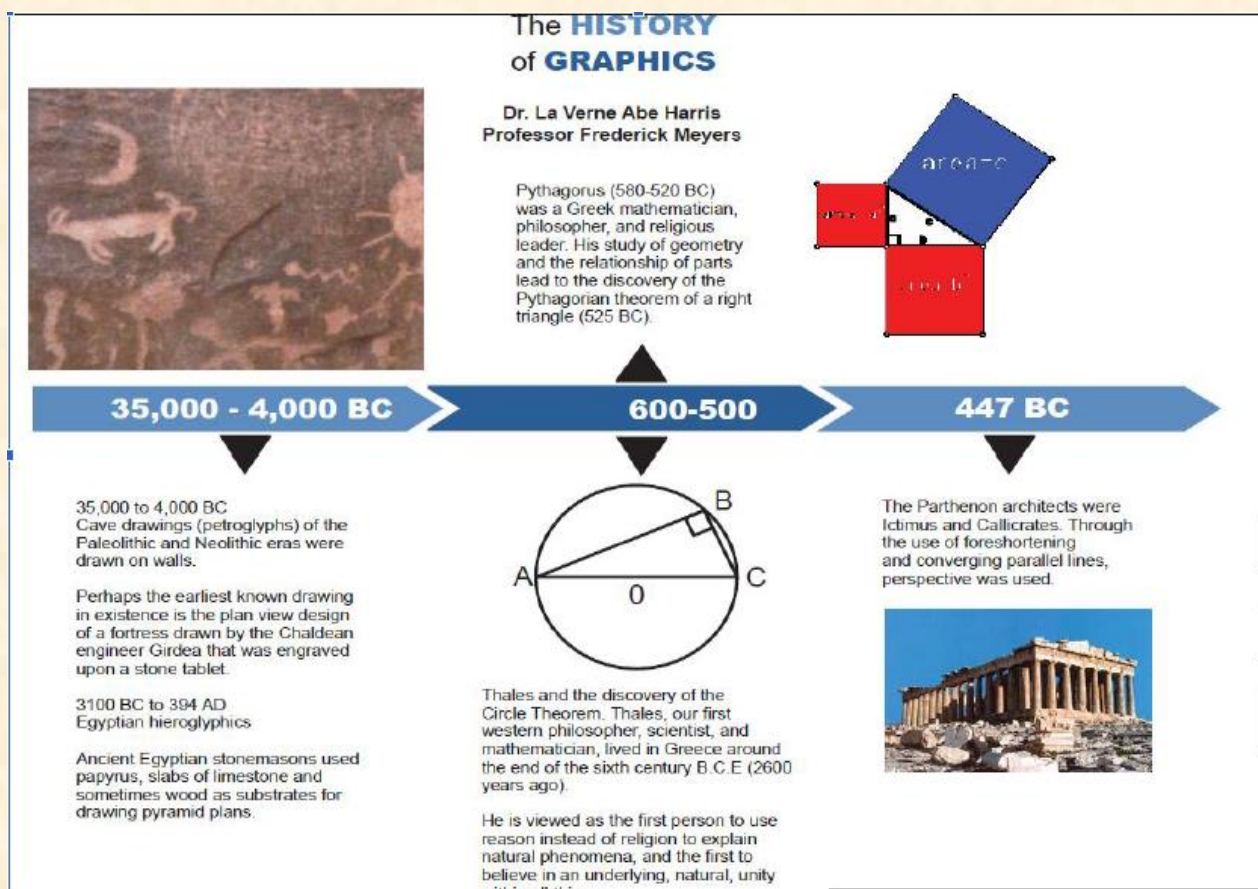 The HISTORY
of GRAPHICS
Dr. La Verne Abe Harris
Professor Frederick Meyers
Pythagorus (580-520 BC)
was a Greek mathematician,
philosopher, and religious
leader. His study of geometry
and the relationship of parts
lead to the discovery of the
Pythagorian theorem of a right
triangle (525 BC).
35,000 - 4,000 BC
600-500
447 BC
35,000 to 4,000 BC
Cave drawings (petroglyphs) of the
Paleolithic and Neolithic eras were
drawn on walls.
Perhaps the earliest known drawing
in existence is the plan view design
of a fortress drawn by the Chaldean
engineer Girdea that was engraved
upon a stone tablet.
3100 BC to 394 AD
Egyptian hieroglyphics
Ancient Egyptian stonemasons used
papyrus, slabs of limestone and
sometimes wood as substrates for
drawing pyramid plans.
B
A
C
0
Thales and the discovery of the
Circle Theorem. Thales, our first
western philosopher, scientist, and
mathematician, lived in Greece around
the end of the sixth century B.C.E (2600
years ago).
He is viewed as the first person to use
reason instead of religion to explain
natural phenomena, and the first to
believe in an underlying, natural, unity
The Parthenon architects were
Ictimus and Callicrates. Through
the use of foreshortening
and converging parallel lines,
perspective was used.